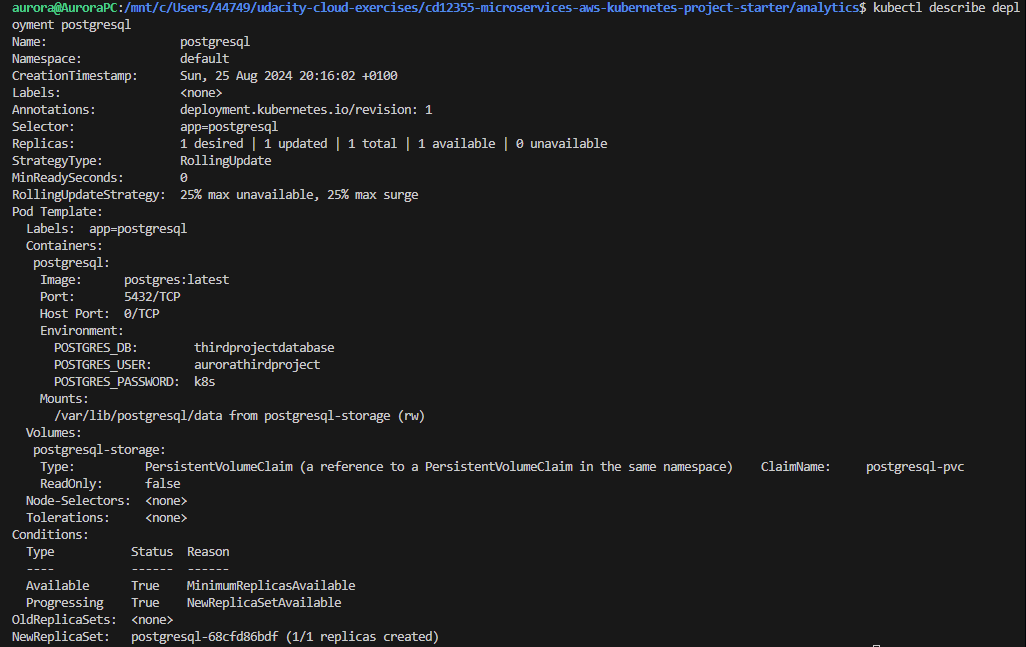 aurora@AuroraPC:/mnt/c/Users/44749/udacity-cloud-exercises/cd12355-microservices-aws-kubernetes-project-starter/analytics$ kubectl describe depl
oyment postgresql
Name:                   postgresql
Namespace:              default
CreationTimestamp:      Sun, 25 Aug 2024 20:16:02 +0100
Labels:                 <none>
Annotations:            deployment.kubernetes.io/revision: 1
Selector:               app=postgresql
Replicas:               1 desired | 1 updated | 1 total | 1 available | 0 unavailable
StrategyType:           RollingUpdate
MinReadySeconds:        0
RollingUpdateStrategy:  25% max unavailable, 25% max surge
Pod Template:
  Labels:  app=postgresql
  Containers:
   postgresql:
    Image:      postgres:latest
    Port:       5432/TCP
    Host Port:  0/TCP
    Environment:
      POSTGRES_DB:        thirdprojectdatabase
      POSTGRES_USER:      aurorathirdproject
      POSTGRES_PASSWORD:  k8s
    Mounts:
      /var/lib/postgresql/data from postgresql-storage (rw)
  Volumes:
   postgresql-storage:
    Type:          PersistentVolumeClaim (a reference to a PersistentVolumeClaim in the same namespace)    ClaimName:     postgresql-pvc
    ReadOnly:      false
  Node-Selectors:  <none>
  Tolerations:     <none>
Conditions:
  Type           Status  Reason
  ----           ------  ------
  Available      True    MinimumReplicasAvailable
  Progressing    True    NewReplicaSetAvailable
OldReplicaSets:  <none>
NewReplicaSet:   postgresql-68cfd86bdf (1/1 replicas created)